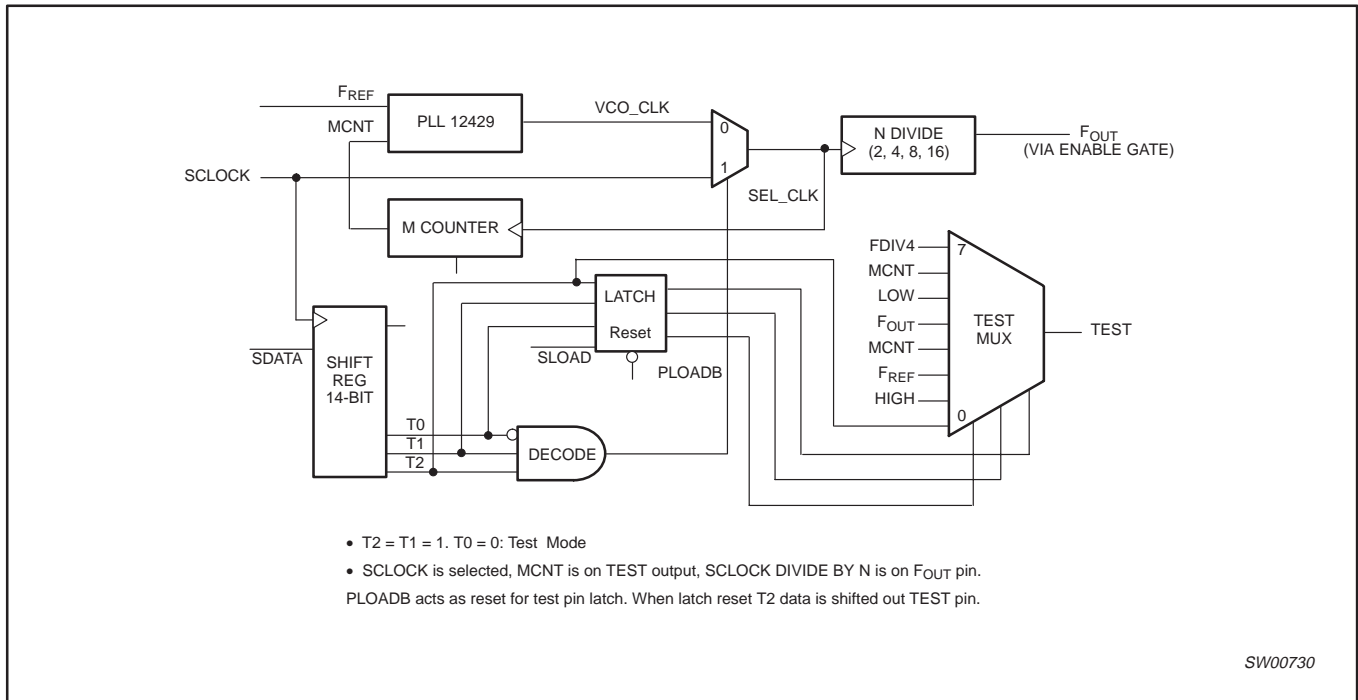 FREF
MCNT
PLL 12429
VCO_CLK
0
1
N DIVIDE
(2, 4, 8, 16)
FOUT
(VIA ENABLE GATE)
SCLOCK
SEL_CLK
M COUNTER
FDIV4
MCNT
LOW
FOUT
MCNT
FREF
HIGH
7
0
TEST
MUX
TEST
LATCH
Reset
SLOAD
PLOADB
SDATA
SHIFT
REG
14-BIT
T0
T1
T2
DECODE
• T2 = T1 = 1. T0 = 0: Test Mode
• SCLOCK is selected, MCNT is on TEST output, SCLOCK DIVIDE BY N is on FOUT pin.
PLOADB acts as reset for test pin latch. When latch reset T2 data is shifted out TEST pin.
SW00730